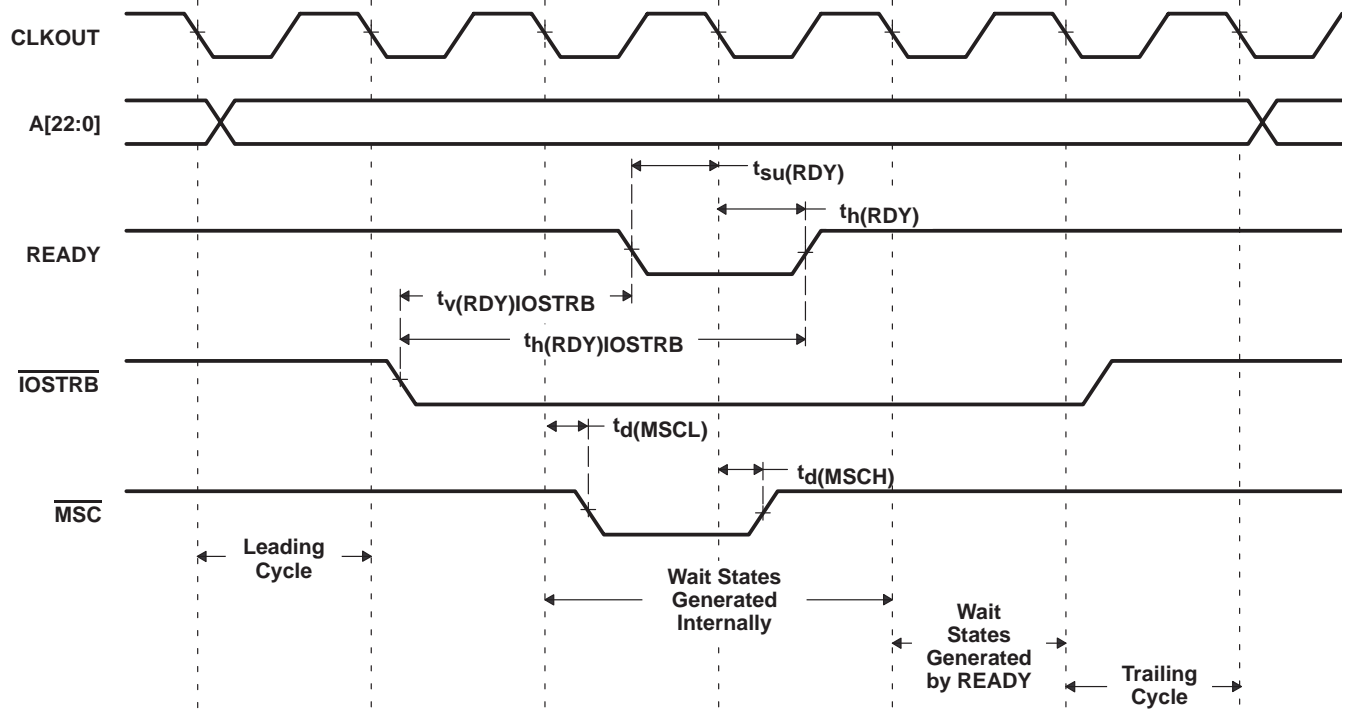 CLKOUT
A[22:0]
tsu(RDY)
th(RDY)
READY
tv(RDY)IOSTRB
th(RDY)IOSTRB
IOSTRB
td(MSCL)
td(MSCH)
MSC
Leading
Cycle
Wait States
Generated
Internally
Wait
States
Generated
by READY
Trailing
Cycle